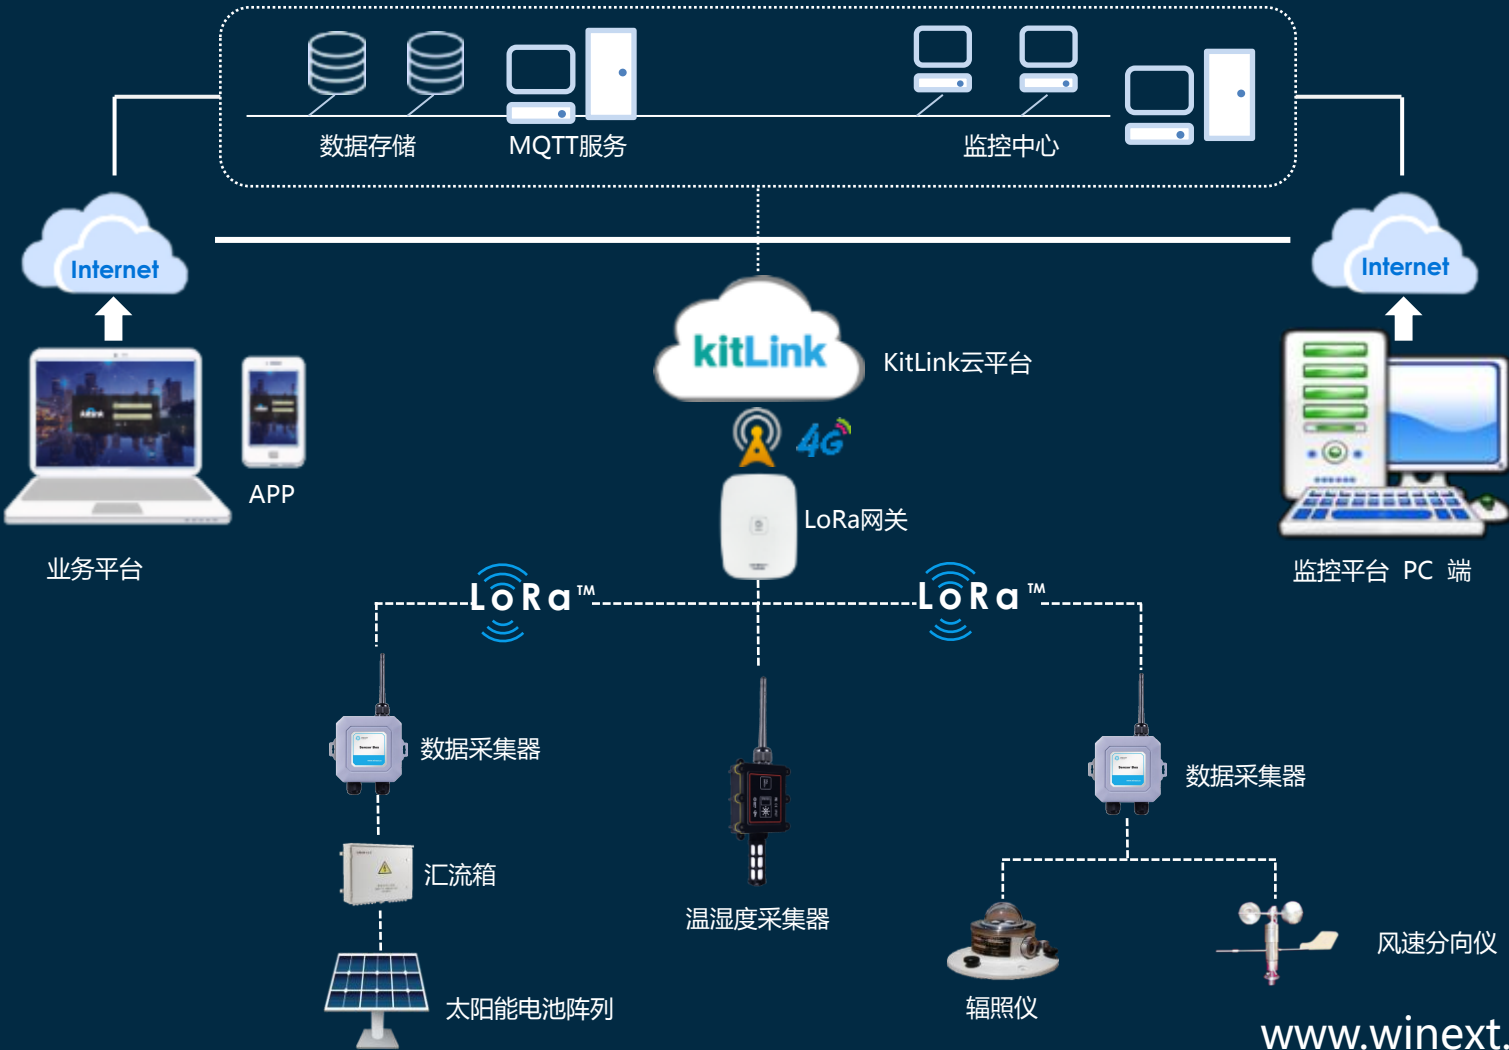 数据存储
MQTT服务
监控中心
Internet
Internet
kitLink
KitLink云平台
4G
APP
LoRa网关
业务平台
监控平台 PC 端
LoRa™
LoRa™
Sensor Box
数据采集器
Sensor Box
数据采集器
汇流箱
温湿度采集器
风速分向仪
太阳能电池阵列
辐照仪
www.winext.